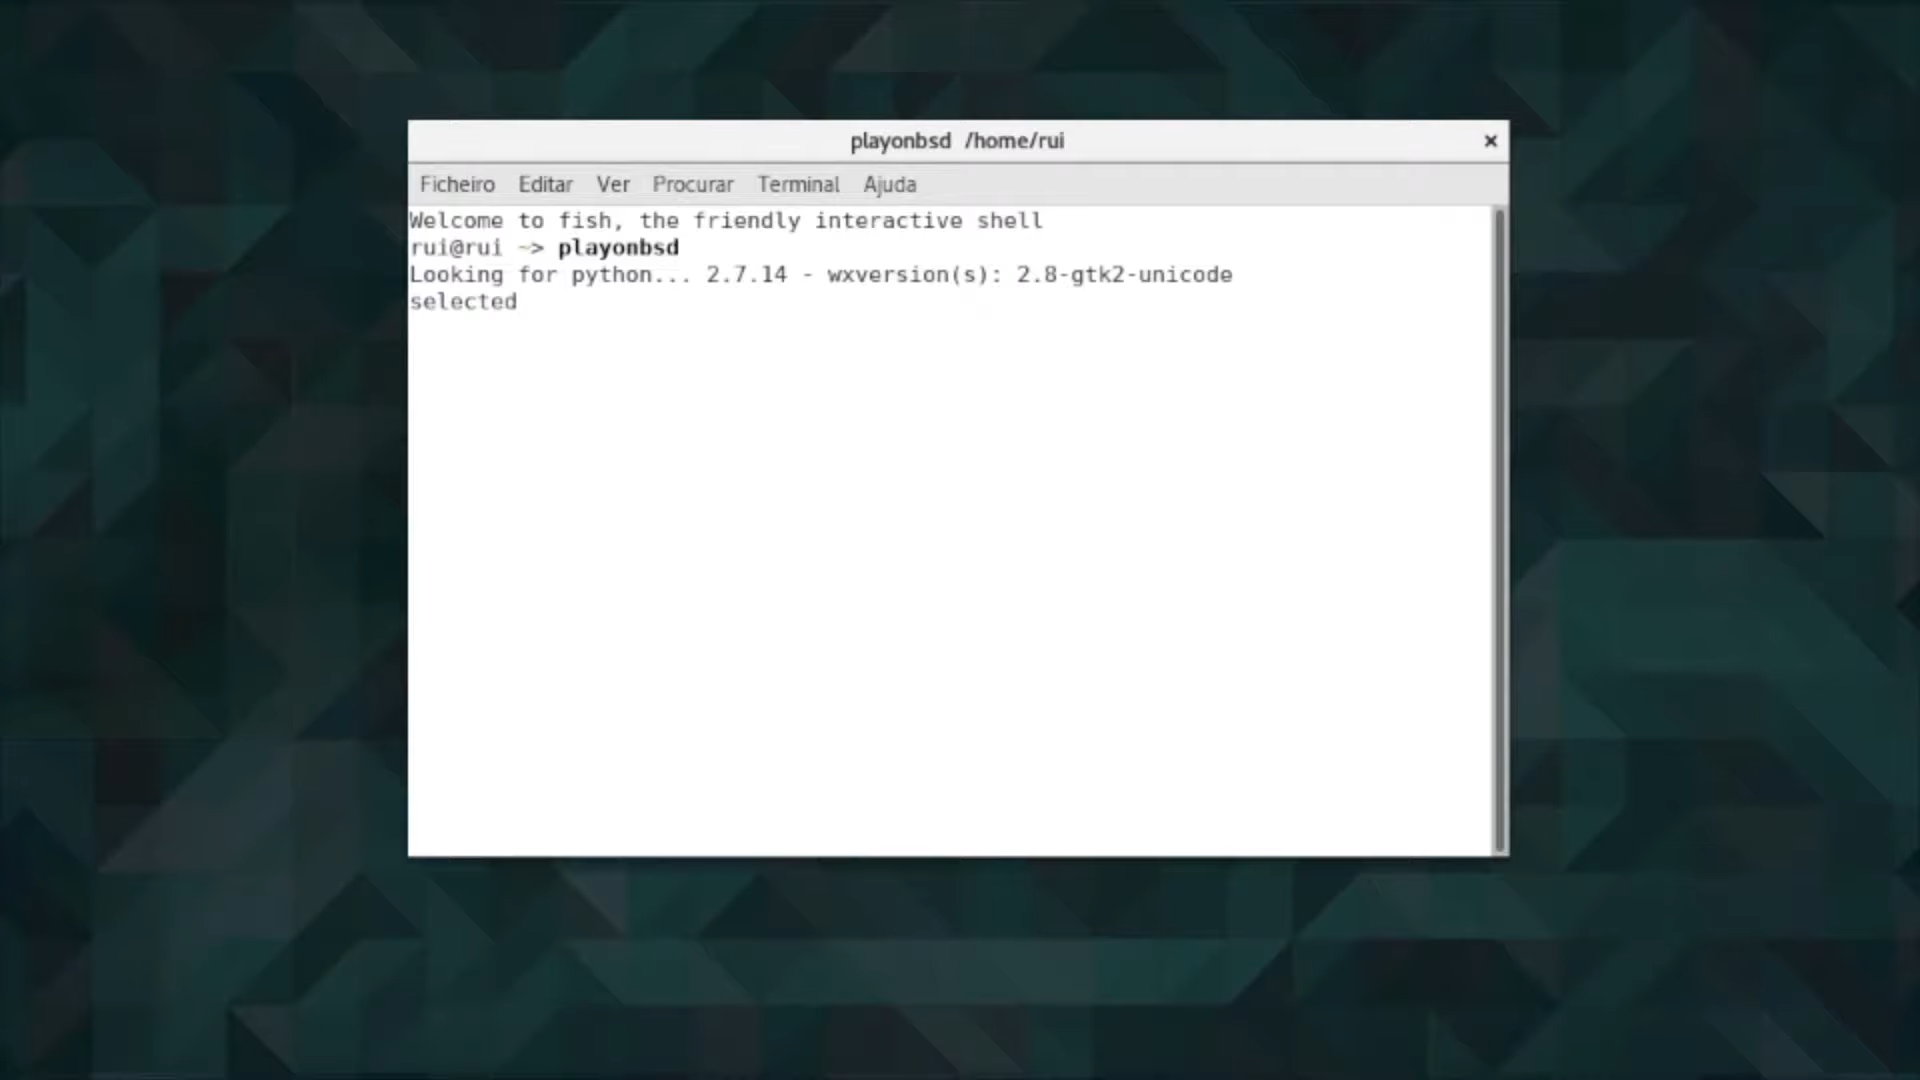 playonbsd /home/rui
Ficheiro Editar Ver Procurar Terminal Ajuda
Welcome to fish, the friendly interactive shell
rui@rui ~> playonbsd
Looking for python... 2.7.14 - wxversion(s): 2.8-gtk2-unicode
selected